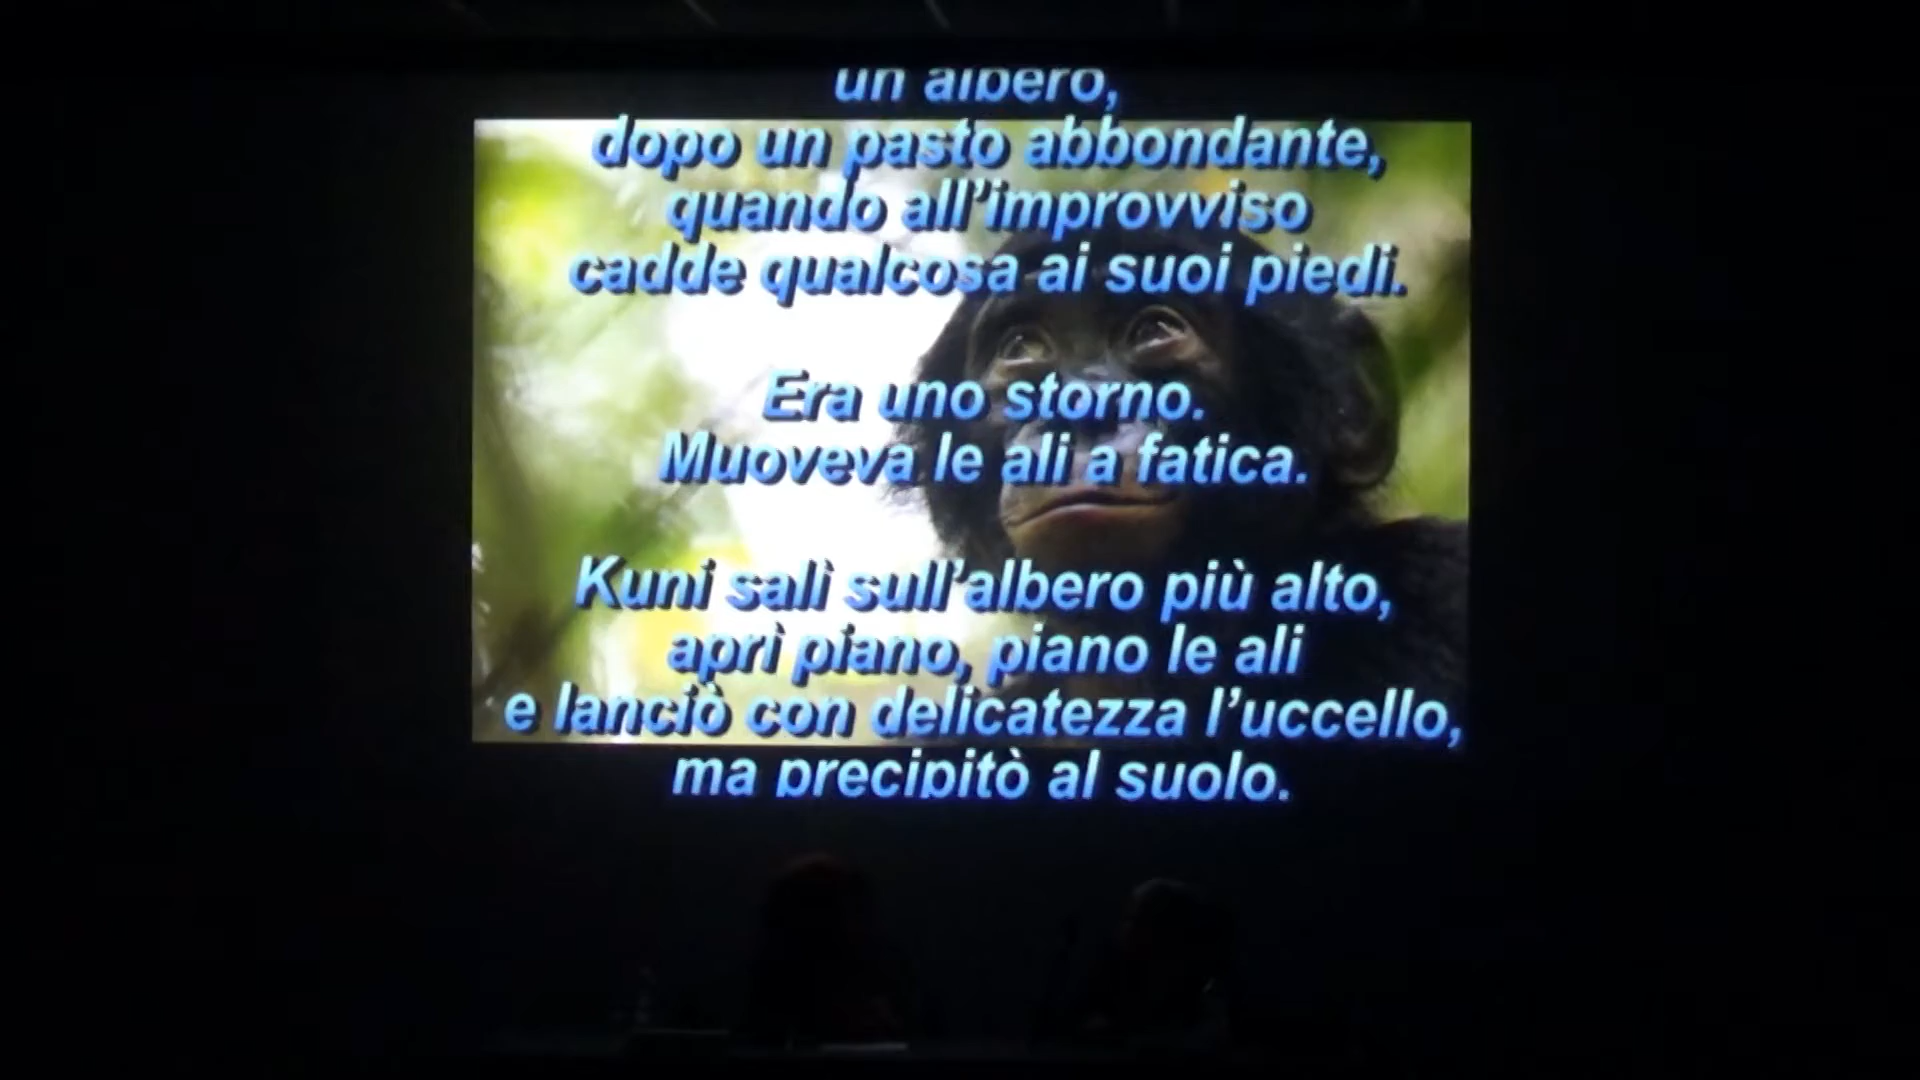 un albero,
dopo un pasto abbondante,
quando all'improvviso
cadde qualcosa ai suoi piedi.
Era uno storno.
Muoveva le ali a fatica.
Kuni salì sull'albero più alto,
aprì piano, piano le ali
e lanciò con delicatezza l'uccello,
ma precipitò al suolo.